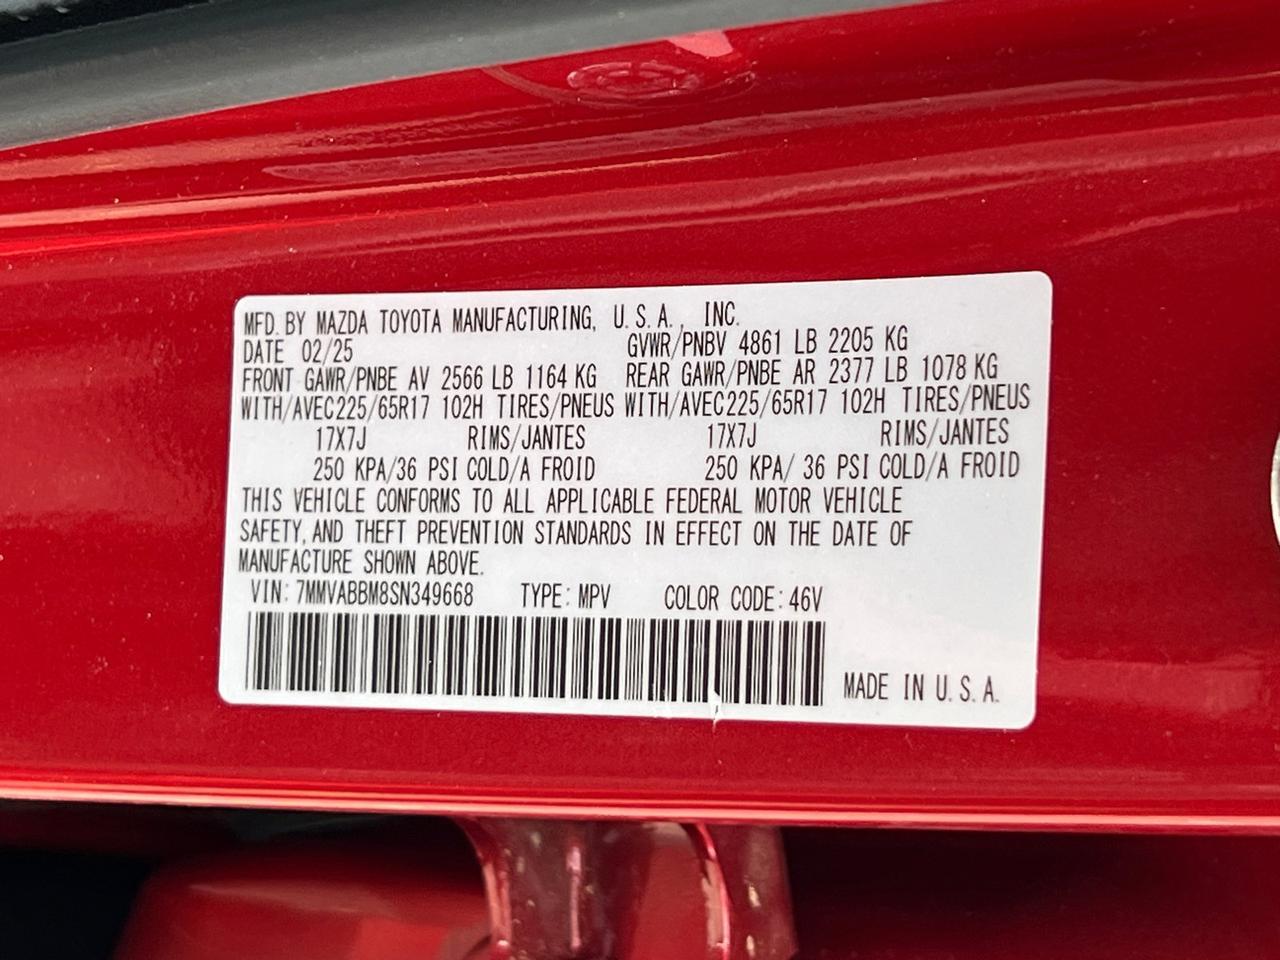 MFD. BY MAZDA TOYOTA MANUFACTURING, U.S.A., INC.
DATE 02/25 GVWR/PNBV 4861 LB 2205 KG
FRONT GAWR/PNBE AV 2566 LB 1164 KG REAR GAWR/PNBE AR 2377 LB 1078 KG
WITH/AVEC225/65R17 102H TIRES/PNEUS WITH/AVEC225/65R17 102H TIRES/PNEUS
17X7J RIMS/JANTES 17X7J RIMS/JANTES
250 KPA/36 PSI COLD/A FROID 250 KPA/ 36 PSI COLD/A FROID
THIS VEHICLE CONFORMS TO ALL APPLICABLE FEDERAL MOTOR VEHICLE
SAFETY, AND THEFT PREVENTION STANDARDS IN EFFECT ON THE DATE OF
MANUFACTURE SHOWN ABOVE.
VIN: 7MMVABBM8SN349668 TYPE: MPV COLOR CODE: 46V
MADE IN U.S.A.